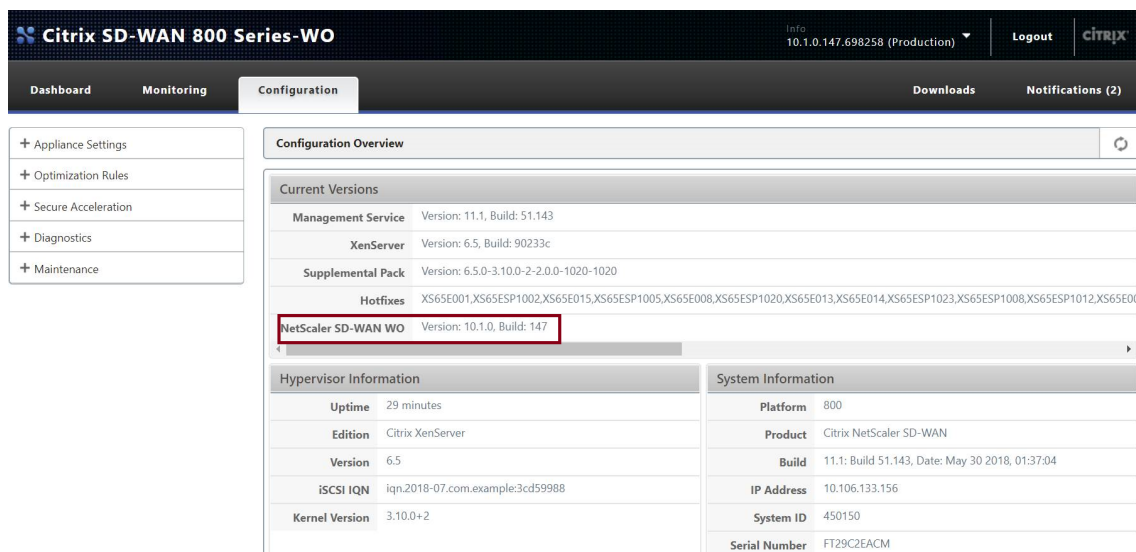 Citrix SD-WAN 800 Series-WO
Info
10.1.0.147.698258 (Production)
Logout
CITRIX
Dashboard Monitoring Configuration Downloads Notifications (2)
+ Appliance Settings
+ Optimization Rules
+ Secure Acceleration
+ Diagnostics
+ Maintenance
Configuration Overview
Current Versions
Management Service Version: 11.1, Build: 51.143
XenServer Version: 6.5, Build: 90233c
Supplemental Pack Version: 6.5.0-3.10.0-2-2.0.0-1020-1020
Hotfixes XS65E001,XS65ESP1002,XS65E015,XS65ESP1005,XS65E008,XS65ESP1020,XS65E013,XS65E014,XS65ESP1023,XS65ESP1008,XS65ESP1012,XS65E00
NetScaler SD-WAN WO Version: 10.1.0, Build: 147
Hypervisor Information
Uptime 29 minutes
Edition Citrix XenServer
Version 6.5
iSCSI IQN iqn.2018-07.com.example:3cd59988
Kernel Version 3.10.0+2
System Information
Platform 800
Product Citrix NetScaler SD-WAN
Build 11.1: Build 51.143, Date: May 30 2018, 01:37:04
IP Address 10.106.133.156
System ID 450150
Serial Number FT29C2EACM